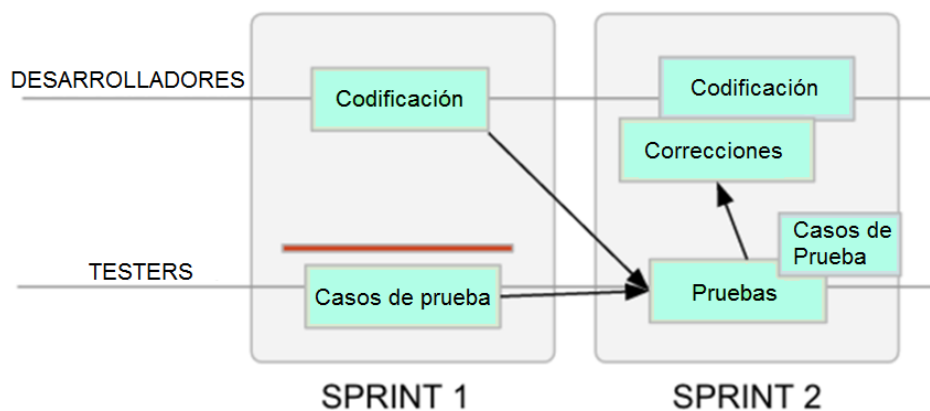 DESARROLLADORES
Codificación
Codificación
Correcciones
TESTERS
Casos de prueba
Pruebas
Casos de
Prueba
SPRINT 1
SPRINT 2